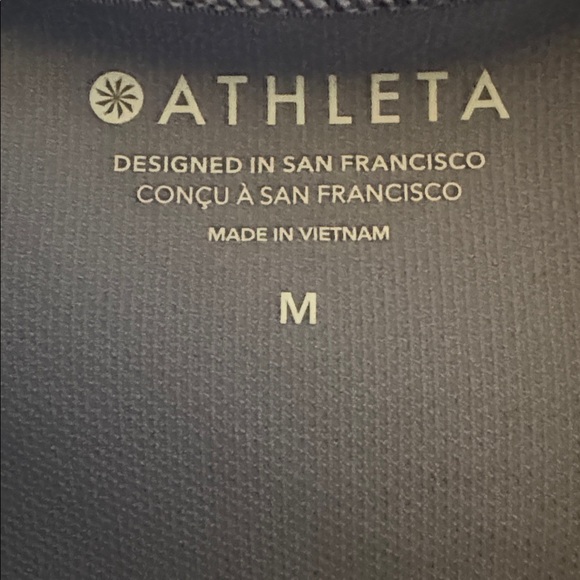 ATHLETA
DESIGNED IN SAN FRANCISCO
CONÇU À SAN FRANCISCO
MADE IN VIETNAM
M